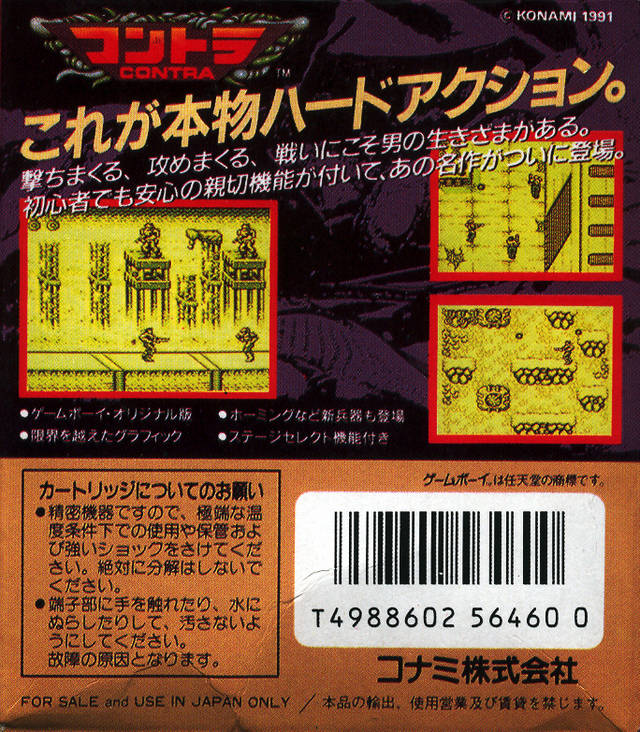 © KONAMI 1991
コントラ
CONTRA
TM
これが本物ハードアクション。
撃ちまくる、攻めまくる、戦いにこそ男の生きざまがある。
初心者でも安心の親切機能が付いて、あの名作がついに登場。
●ゲームボーイ・オリジナル版
●ホーミングなど新兵器も登場
●限界を越えたグラフィック
●ステージセレクト機能付き
ゲームボーイ®は任天堂の商標です。
カートリッジについてのお願い
●精密機器ですので、極端な温
度条件下での使用や保管およ
び強いショックをさけてくだ
さい。絶対に分解はしないで
ください。
●端子部に手を触れたり、水に
ぬらしたりして、汚さないよ
うにしてください。
故障の原因となります。
T4988602 56460 0
コナミ株式会社
FOR SALE and USE IN JAPAN ONLY / 本品の輸出、使用営業及び賃貸を禁じます。